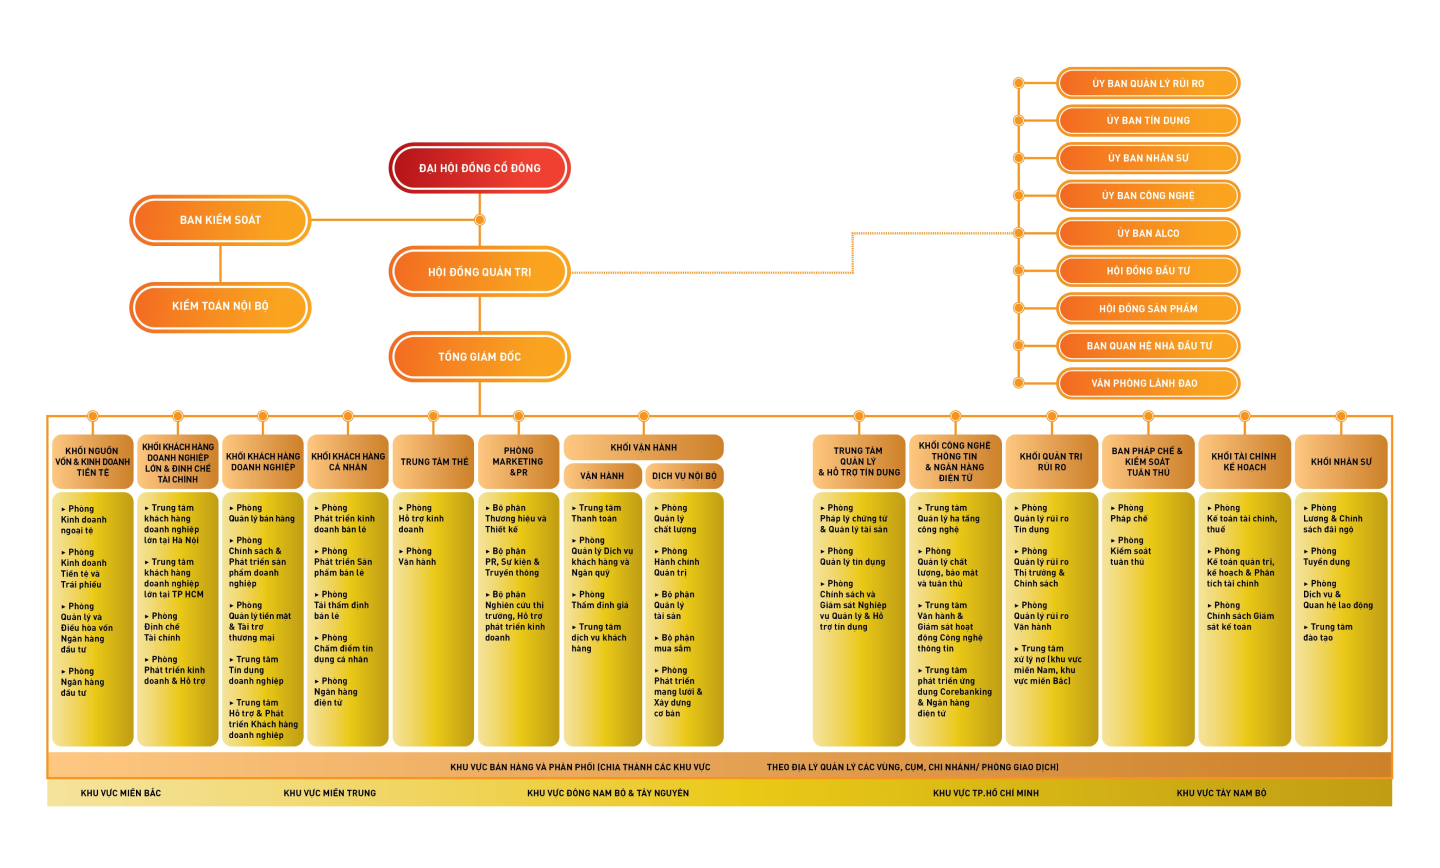 ỦY BAN QUẢN LÝ RỦI RO
ỦY BAN TÍN DỤNG
ỦY BAN NHÂN SỰ
ỦY BAN CÔNG NGHỆ
ỦY BAN ALCO
HỘI ĐỒNG ĐẦU TƯ
HỘI ĐỒNG SẢN PHẨM
BAN QUAN HỆ NHÀ ĐẦU TƯ
VĂN PHÒNG LÃNH ĐẠO
ĐẠI HỘI ĐỒNG CỔ ĐÔNG
BAN KIỂM SOÁT
HỘI ĐỒNG QUẢN TRỊ
KIỂM TOÁN NỘI BỘ
TỔNG GIÁM ĐỐC
KHỐI NGUỒN
VỐN & KINH DOANH
TIỀN TỆ
▸ Phòng
Kinh doanh
ngoại tệ
▸ Phòng
Kinh doanh
Tiền tệ và
Trái phiếu
▸ Phòng
Quản lý và
Điều hòa vốn
Ngân hàng
đầu tư
▸ Phòng
Ngân hàng
đầu tư
KHỐI KHÁCH HÀNG
DOANH NGHIỆP
LỚN & ĐỊNH CHẾ
TÀI CHÍNH
▸ Trung tâm
khách hàng
doanh nghiệp
lớn tại Hà Nội
▸ Trung tâm
khách hàng
doanh nghiệp
lớn tại TP HCM
▸ Phòng
Định chế
Tài chính
▸ Phòng
Phát triển kinh
doanh & Hỗ trợ
KHỐI KHÁCH HÀNG
DOANH NGHIỆP
▸ Phòng
Quản lý bán hàng
▸ Phòng
Chính sách &
Phát triển sản
phẩm doanh
nghiệp
▸ Phòng
Quản lý tiền mặt
& Tài trợ
thương mại
▸ Trung tâm
Tín dụng
doanh nghiệp
▸ Trung tâm
Hỗ trợ & Phát
triển Khách hàng
doanh nghiệp
KHỐI KHÁCH HÀNG
CÁ NHÂN
▸ Phòng
Phát triển kinh
doanh bán lẻ
▸ Phòng
Phát triển Sản
phẩm bán lẻ
▸ Phòng
Tái thẩm định
bán lẻ
▸ Phòng
Chấm điểm tín
dụng cá nhân
▸ Phòng
Ngân hàng
điện tử
TRUNG TÂM THẺ
▸ Phòng
Hỗ trợ kinh
doanh
▸ Phòng
Vận hành
PHÒNG
MARKETING
&PR
▸ Bộ phận
Thương hiệu và
Thiết kế
▸ Bộ phận
PR, Sự kiện &
Truyền thông
▸ Bộ phận
Nghiên cứu thị
trường, Hỗ trợ
phát triển kinh
doanh
KHỐI VẬN HÀNH
VẬN HÀNH
▸ Trung tâm
Thanh toán
▸ Phòng
Quản lý Dịch vụ
khách hàng và
Ngân quỹ
▸ Phòng
Thẩm định giá
▸ Trung tâm
dịch vụ khách
hàng
DỊCH VỤ NỘI BỘ
▸ Phòng
Quản lý
chất lượng
▸ Phòng
Hành chính
Quản trị
▸ Bộ phận
Quản lý
tài sản
▸ Bộ phận
mua sắm
▸ Phòng
Phát triển
mạng lưới &
Xây dựng
cơ bản
TRUNG TÂM
QUẢN LÝ
& HỖ TRỢ TÍN DỤNG
▸ Phòng
Pháp lý chứng từ
& Quản lý tài sản
▸ Phòng
Quản lý tín dụng
▸ Phòng
Chính sách và
Giám sát Nghiệp
vụ Quản lý & Hỗ
trợ tín dụng
KHỐI CÔNG NGHỆ
THÔNG TIN
& NGÂN HÀNG
ĐIỆN TỬ
▸ Trung tâm
Quản lý hạ tầng
công nghệ
▸ Phòng
Quản lý chất
lượng, bảo mật
và tuân thủ
▸ Trung tâm
Vận hành &
Giám sát hoạt
động Công nghệ
thông tin
▸ Trung tâm
phát triển ứng
dụng Corebanking
& Ngân hàng
điện tử
KHỐI QUẢN TRỊ
RỦI RO
▸ Phòng
Quản lý rủi ro
Tín dụng
▸ Phòng
Quản lý rủi ro
Thị trường &
Chính sách
▸ Phòng
Quản lý rủi ro
Vận hành
▸ Trung tâm
xử lý nợ (khu vực
miền Nam, khu
vực miền Bắc)
BAN PHÁP CHẾ &
KIỂM SOÁT
TUÂN THỦ
▸ Phòng
Pháp chế
▸ Phòng
Kiểm soát
tuân thủ
KHỐI TÀI CHÍNH
KẾ HOẠCH
▸ Phòng
Kế toán tài chính,
thuế
▸ Phòng
Kế toán quản trị,
kế hoạch & Phân
tích tài chính
▸ Phòng
Chính sách Giám
sát kế toán
KHỐI NHÂN SỰ
▸ Phòng
Lương & Chính
sách đãi ngộ
▸ Phòng
Tuyển dụng
▸ Phòng
Dịch vụ &
Quan hệ lao động
▸ Trung tâm
đào tạo
KHU VỰC BÁN HÀNG VÀ PHÂN PHỐI (CHIA THÀNH CÁC KHU VỰC THEO ĐỊA LÝ QUẢN LÝ CÁC VÙNG, CỤM, CHI NHÁNH/ PHÒNG GIAO DỊCH)
KHU VỰC MIỀN BẮC KHU VỰC MIỀN TRUNG KHU VỰC ĐÔNG NAM BỘ & TÂY NGUYÊN KHU VỰC TP.HỒ CHÍ MINH KHU VỰC TÂY NAM BỘ